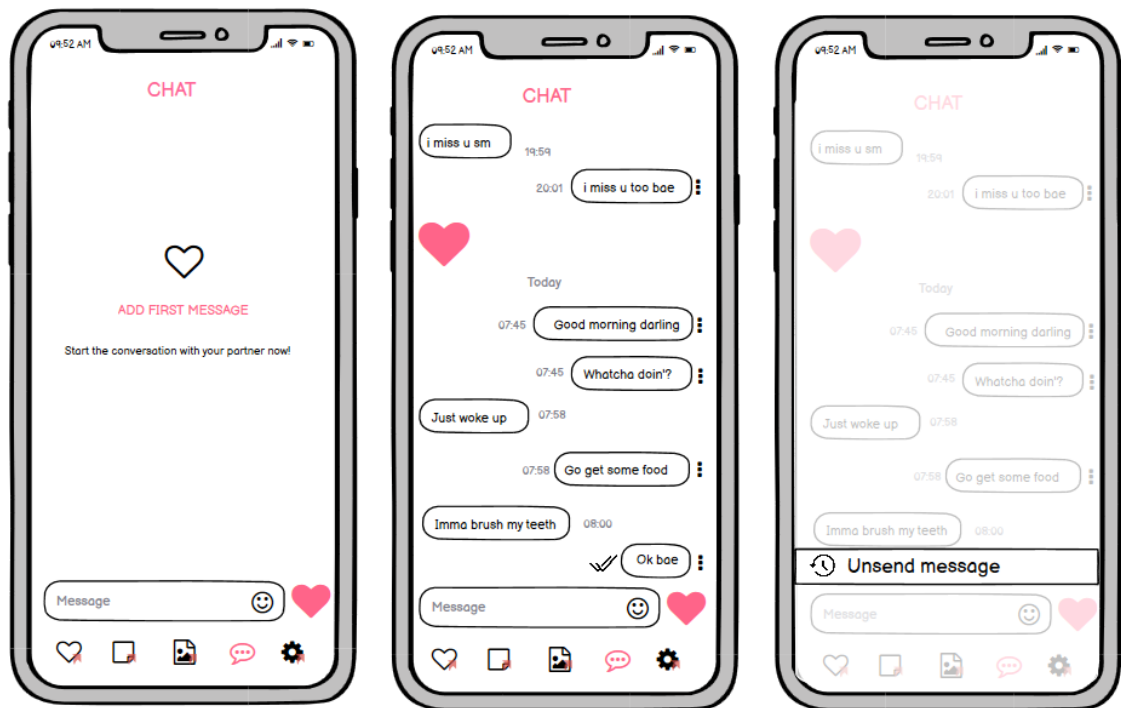 09:52 AM
CHAT
ADD FIRST MESSAGE
Start the conversation with your partner now!
Message
09:52 AM
CHAT
i miss u sm
19:59
20:01
i miss u too bae
Today
07:45
Good morning darling
07:45
Whatcha doin'?
Just woke up
07:58
07:58
Go get some food
Imma brush my teeth
08:00
Ok bae
Message
09:52 AM
CHAT
i miss u sm
19:59
20:01
i miss u too bae
Today
07:45
Good morning darling
07:45
Whatcha doin'?
Just woke up
07:58
07:58
Go get some food
Imma brush my teeth
08:00
Unsend message
Message